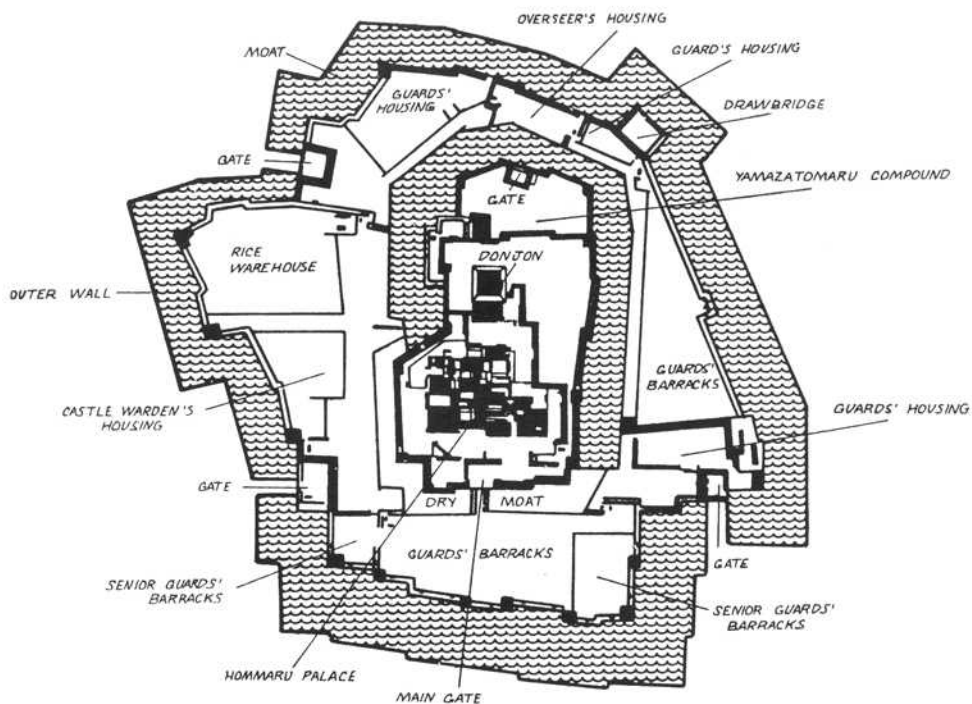 OVERSEER'S HOUSING
MOAT
GUARD'S HOUSING
GUARDS'
HOUSING
DRAWBRIDGE
GATE
GATE
YAMAZATOMARU COMPOUND
RICE
WAREHOUSE
DONJON
OUTER WALL
GUARDS'
BARRACKS
CASTLE WARDEN'S
HOUSING
GUARDS' HOUSING
GATE
DRY MOAT
GUARDS' BARRACKS
GATE
SENIOR GUARDS'
BARRACKS
SENIOR GUARDS'
BARRACKS
HOMMARU PALACE
MAIN GATE